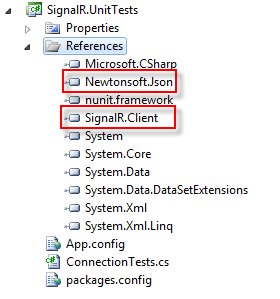 SignalR.UnitTests
Properties
References
Microsoft.CSharp
Newtonsoft.Json
nunit.framework
SignalR.Client
System
System.Core
System.Data
System.Data.DataSetExtensions
System.Xml
System.Xml.Linq
App.config
ConnectionTests.cs
packages.config